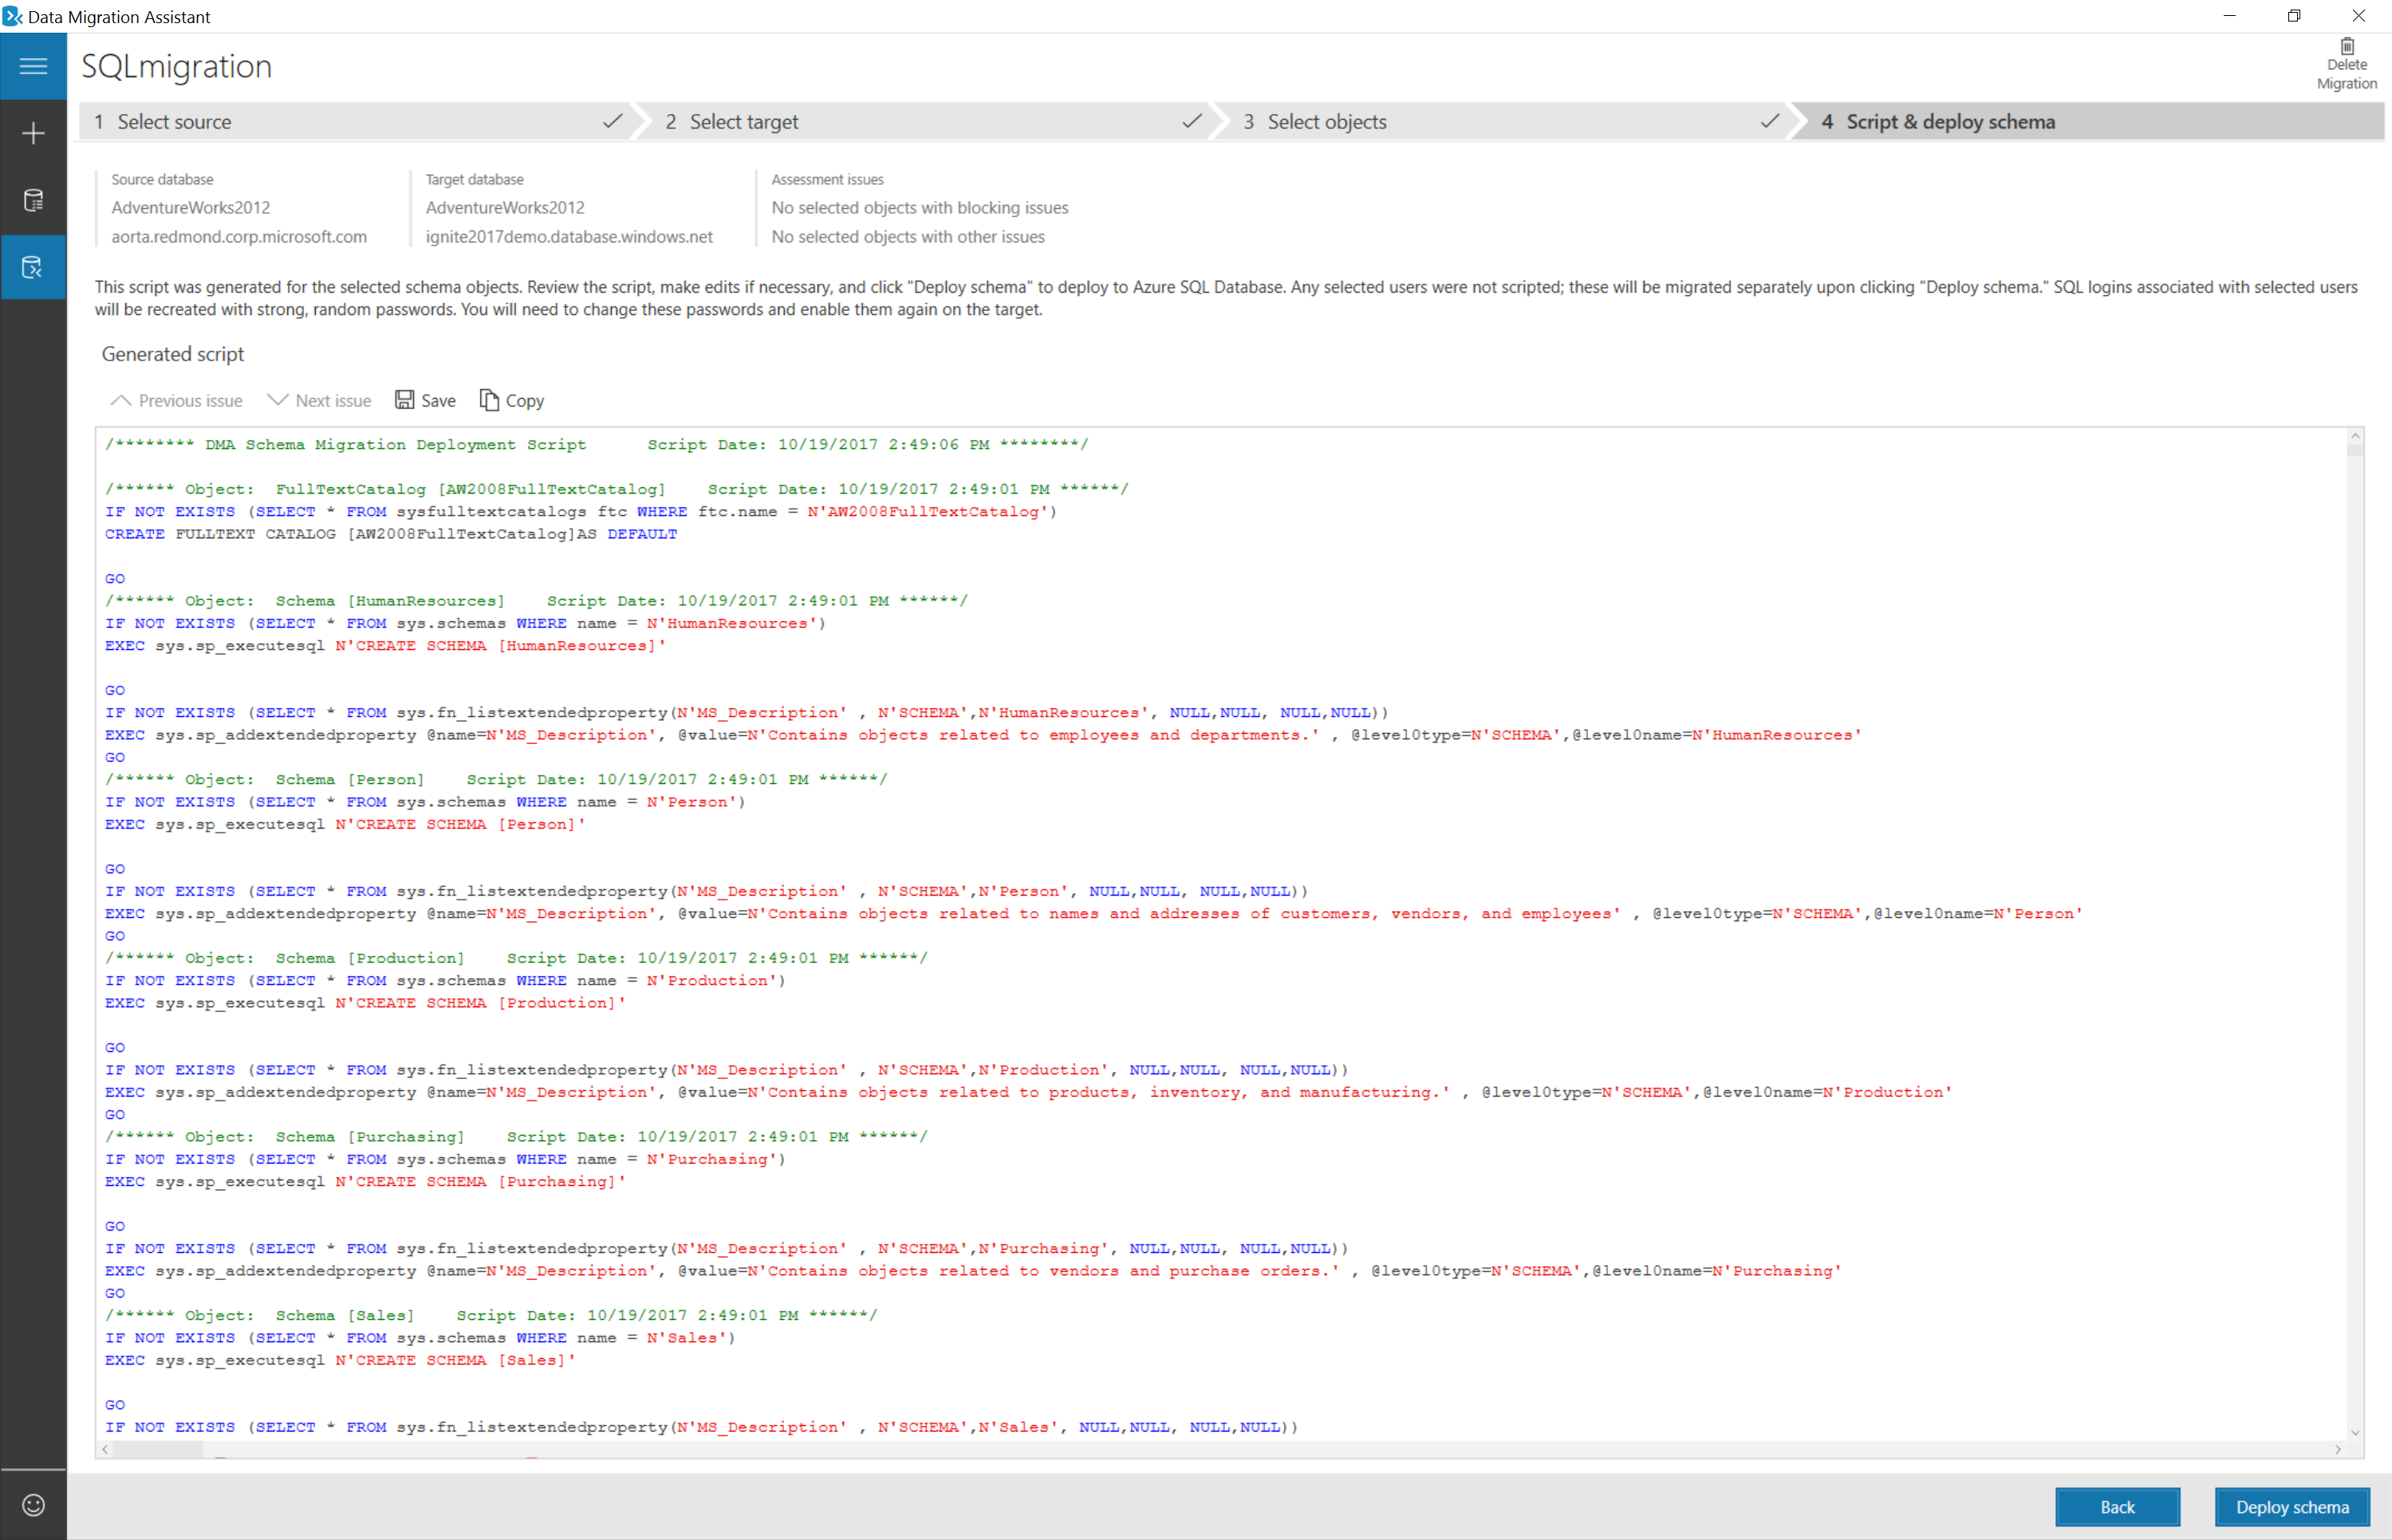 Data Migration Assistant
SQLmigration
Delete
Migration
1 Select source
2 Select target
3 Select objects
4 Script & deploy schema
Source database
AdventureWorks2012
aorta.redmond.corp.microsoft.com
Target database
AdventureWorks2012
ignite2017demo.database.windows.net
Assessment issues
No selected objects with blocking issues
No selected objects with other issues
This script was generated for the selected schema objects. Review the script, make edits if necessary, and click "Deploy schema" to deploy to Azure SQL Database. Any selected users were not scripted; these will be migrated separately upon clicking "Deploy schema." SQL logins associated with selected users
will be recreated with strong, random passwords. You will need to change these passwords and enable them again on the target.
Generated script
Previous issue Next issue Save Copy
/******** DMA Schema Migration Deployment Script      Script Date: 10/19/2017 2:49:06 PM ********/
/****** Object:  FullTextCatalog [AW2008FullTextCatalog]    Script Date: 10/19/2017 2:49:01 PM ******/
IF NOT EXISTS (SELECT * FROM sysfulltextcatalogs ftc WHERE ftc.name = N'AW2008FullTextCatalog')
CREATE FULLTEXT CATALOG [AW2008FullTextCatalog]AS DEFAULT
GO
/****** Object:  Schema [HumanResources]    Script Date: 10/19/2017 2:49:01 PM ******/
IF NOT EXISTS (SELECT * FROM sys.schemas WHERE name = N'HumanResources')
EXEC sys.sp_executesql N'CREATE SCHEMA [HumanResources]'
GO
IF NOT EXISTS (SELECT * FROM sys.fn_listextendedproperty(N'MS_Description' , N'SCHEMA',N'HumanResources', NULL,NULL, NULL,NULL))
EXEC sys.sp_addextendedproperty @name=N'MS_Description', @value=N'Contains objects related to employees and departments.' , @level0type=N'SCHEMA',@level0name=N'HumanResources'
GO
/****** Object:  Schema [Person]    Script Date: 10/19/2017 2:49:01 PM ******/
IF NOT EXISTS (SELECT * FROM sys.schemas WHERE name = N'Person')
EXEC sys.sp_executesql N'CREATE SCHEMA [Person]'
GO
IF NOT EXISTS (SELECT * FROM sys.fn_listextendedproperty(N'MS_Description' , N'SCHEMA',N'Person', NULL,NULL, NULL,NULL))
EXEC sys.sp_addextendedproperty @name=N'MS_Description', @value=N'Contains objects related to names and addresses of customers, vendors, and employees' , @level0type=N'SCHEMA',@level0name=N'Person'
GO
/****** Object:  Schema [Production]    Script Date: 10/19/2017 2:49:01 PM ******/
IF NOT EXISTS (SELECT * FROM sys.schemas WHERE name = N'Production')
EXEC sys.sp_executesql N'CREATE SCHEMA [Production]'
GO
IF NOT EXISTS (SELECT * FROM sys.fn_listextendedproperty(N'MS_Description' , N'SCHEMA',N'Production', NULL,NULL, NULL,NULL))
EXEC sys.sp_addextendedproperty @name=N'MS_Description', @value=N'Contains objects related to products, inventory, and manufacturing.' , @level0type=N'SCHEMA',@level0name=N'Production'
GO
/****** Object:  Schema [Purchasing]    Script Date: 10/19/2017 2:49:01 PM ******/
IF NOT EXISTS (SELECT * FROM sys.schemas WHERE name = N'Purchasing')
EXEC sys.sp_executesql N'CREATE SCHEMA [Purchasing]'
GO
IF NOT EXISTS (SELECT * FROM sys.fn_listextendedproperty(N'MS_Description' , N'SCHEMA',N'Purchasing', NULL,NULL, NULL,NULL))
EXEC sys.sp_addextendedproperty @name=N'MS_Description', @value=N'Contains objects related to vendors and purchase orders.' , @level0type=N'SCHEMA',@level0name=N'Purchasing'
GO
/****** Object:  Schema [Sales]    Script Date: 10/19/2017 2:49:01 PM ******/
IF NOT EXISTS (SELECT * FROM sys.schemas WHERE name = N'Sales')
EXEC sys.sp_executesql N'CREATE SCHEMA [Sales]'
GO
IF NOT EXISTS (SELECT * FROM sys.fn_listextendedproperty(N'MS_Description' , N'SCHEMA',N'Sales', NULL,NULL, NULL,NULL))
Back
Deploy schema